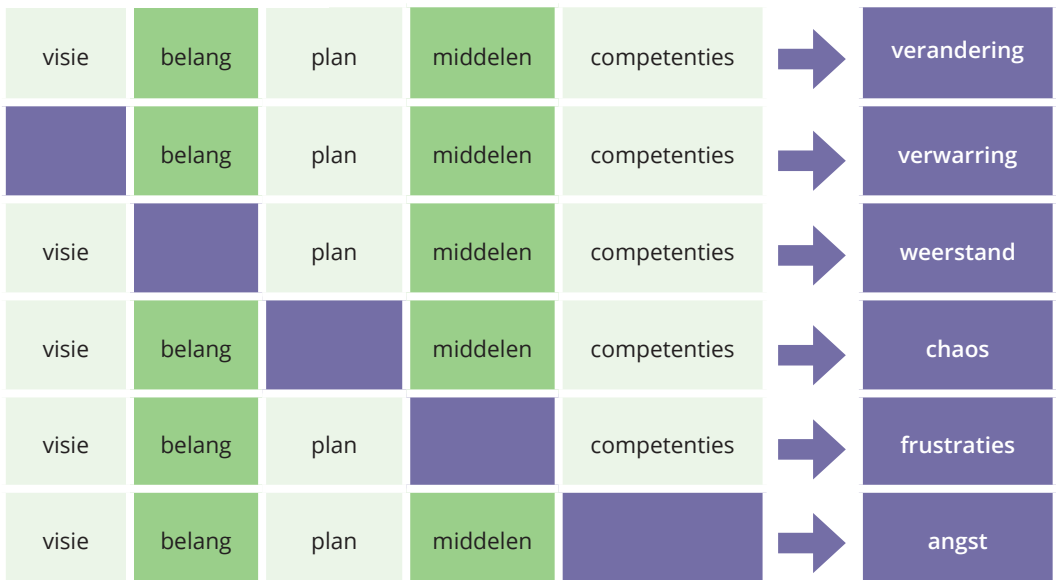 visie belang plan middelen competenties verandering
belang plan middelen competenties verwarring
visie plan middelen competenties weerstand
visie belang middelen competenties chaos
visie belang plan competenties frustraties
visie belang plan middelen angst